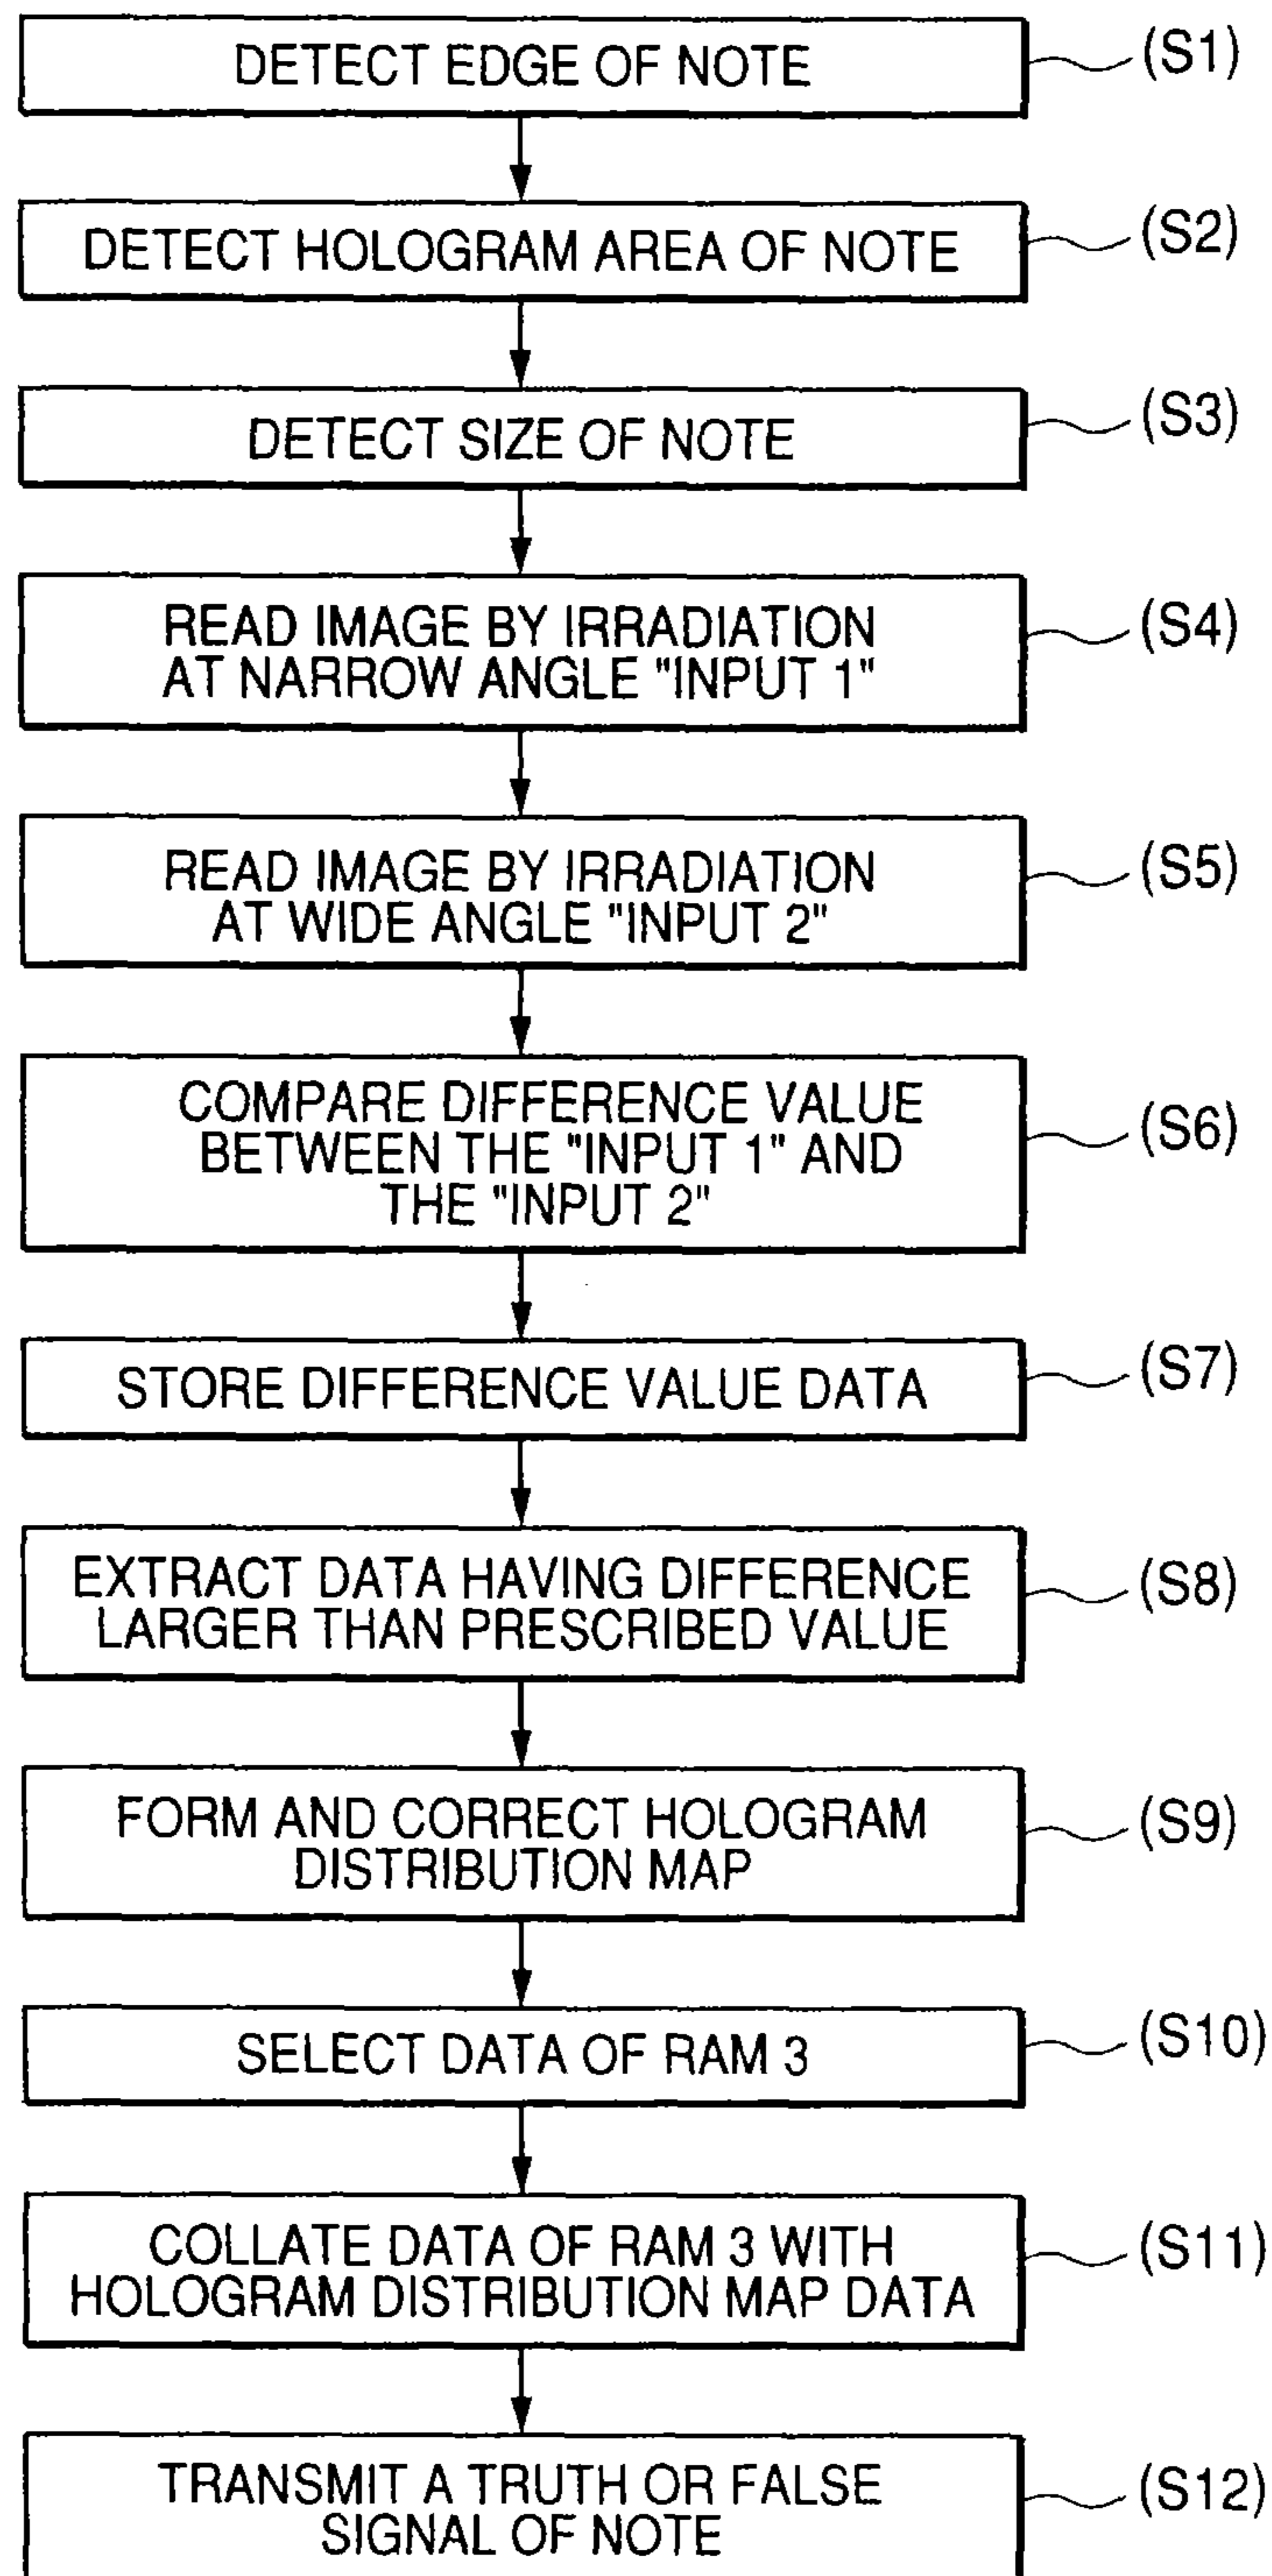 DETECT EDGE OF NOTE
(S1)
DETECT HOLOGRAM AREA OF NOTE
(S2)
DETECT SIZE OF NOTE
(S3)
READ IMAGE BY IRRADIATION
AT NARROW ANGLE "INPUT 1"
(S4)
READ IMAGE BY IRRADIATION
AT WIDE ANGLE "INPUT 2"
(S5)
COMPARE DIFFERENCE VALUE
BETWEEN THE "INPUT 1" AND
THE "INPUT 2"
(S6)
STORE DIFFERENCE VALUE DATA
(S7)
EXTRACT DATA HAVING DIFFERENCE
LARGER THAN PRESCRIBED VALUE
(S8)
FORM AND CORRECT HOLOGRAM
DISTRIBUTION MAP
(S9)
SELECT DATA OF RAM 3
(S10)
COLLATE DATA OF RAM 3 WITH
HOLOGRAM DISTRIBUTION MAP DATA
(S11)
TRANSMIT A TRUTH OR FALSE
SIGNAL OF NOTE
(S12)